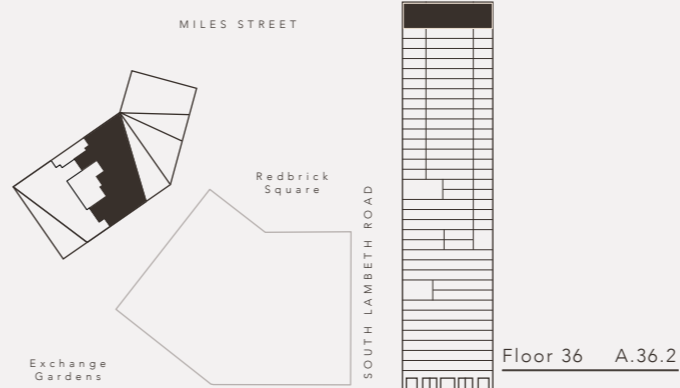 MILES STREET
Redbrick
Square
SOUTH LAMBETH ROAD
Floor 36 A.36.2
Exchange
Gardens